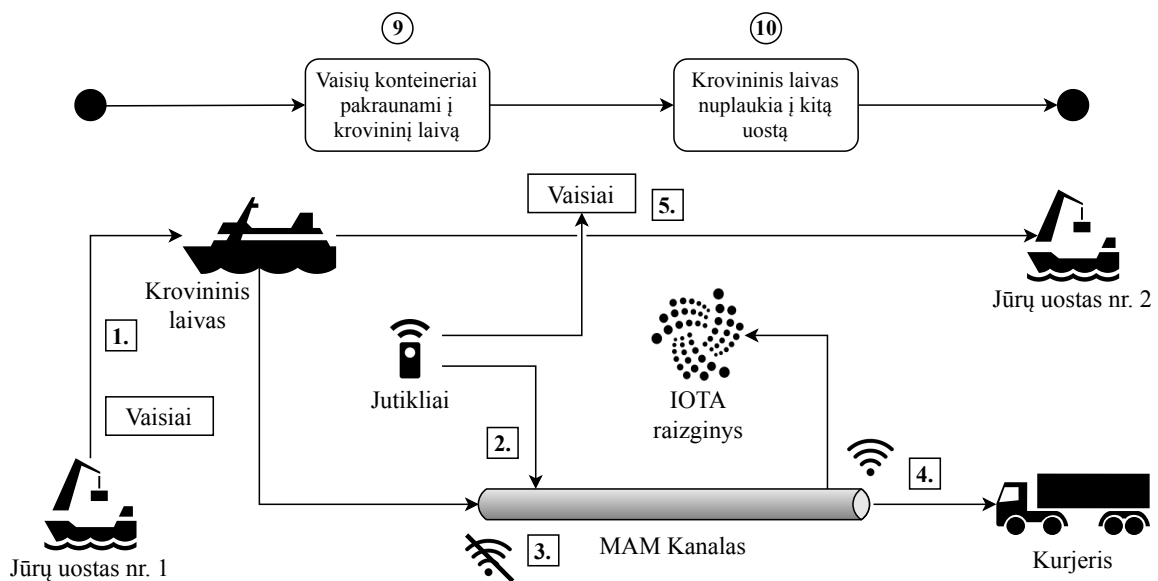 9
10
Vaisių konteineriai
pakraunami į
krovininį laivą
Krovininis laivas
nuplaukia į kitą
uostą
Vaisiai
5.
Krovininis
laivas
Jūrų uostas nr. 2
1.
Jutikliai
IOTA
raizginys
Vaisiai
2.
4.
3.
MAM Kanalas
Jūrų uostas nr. 1
Kurjeris